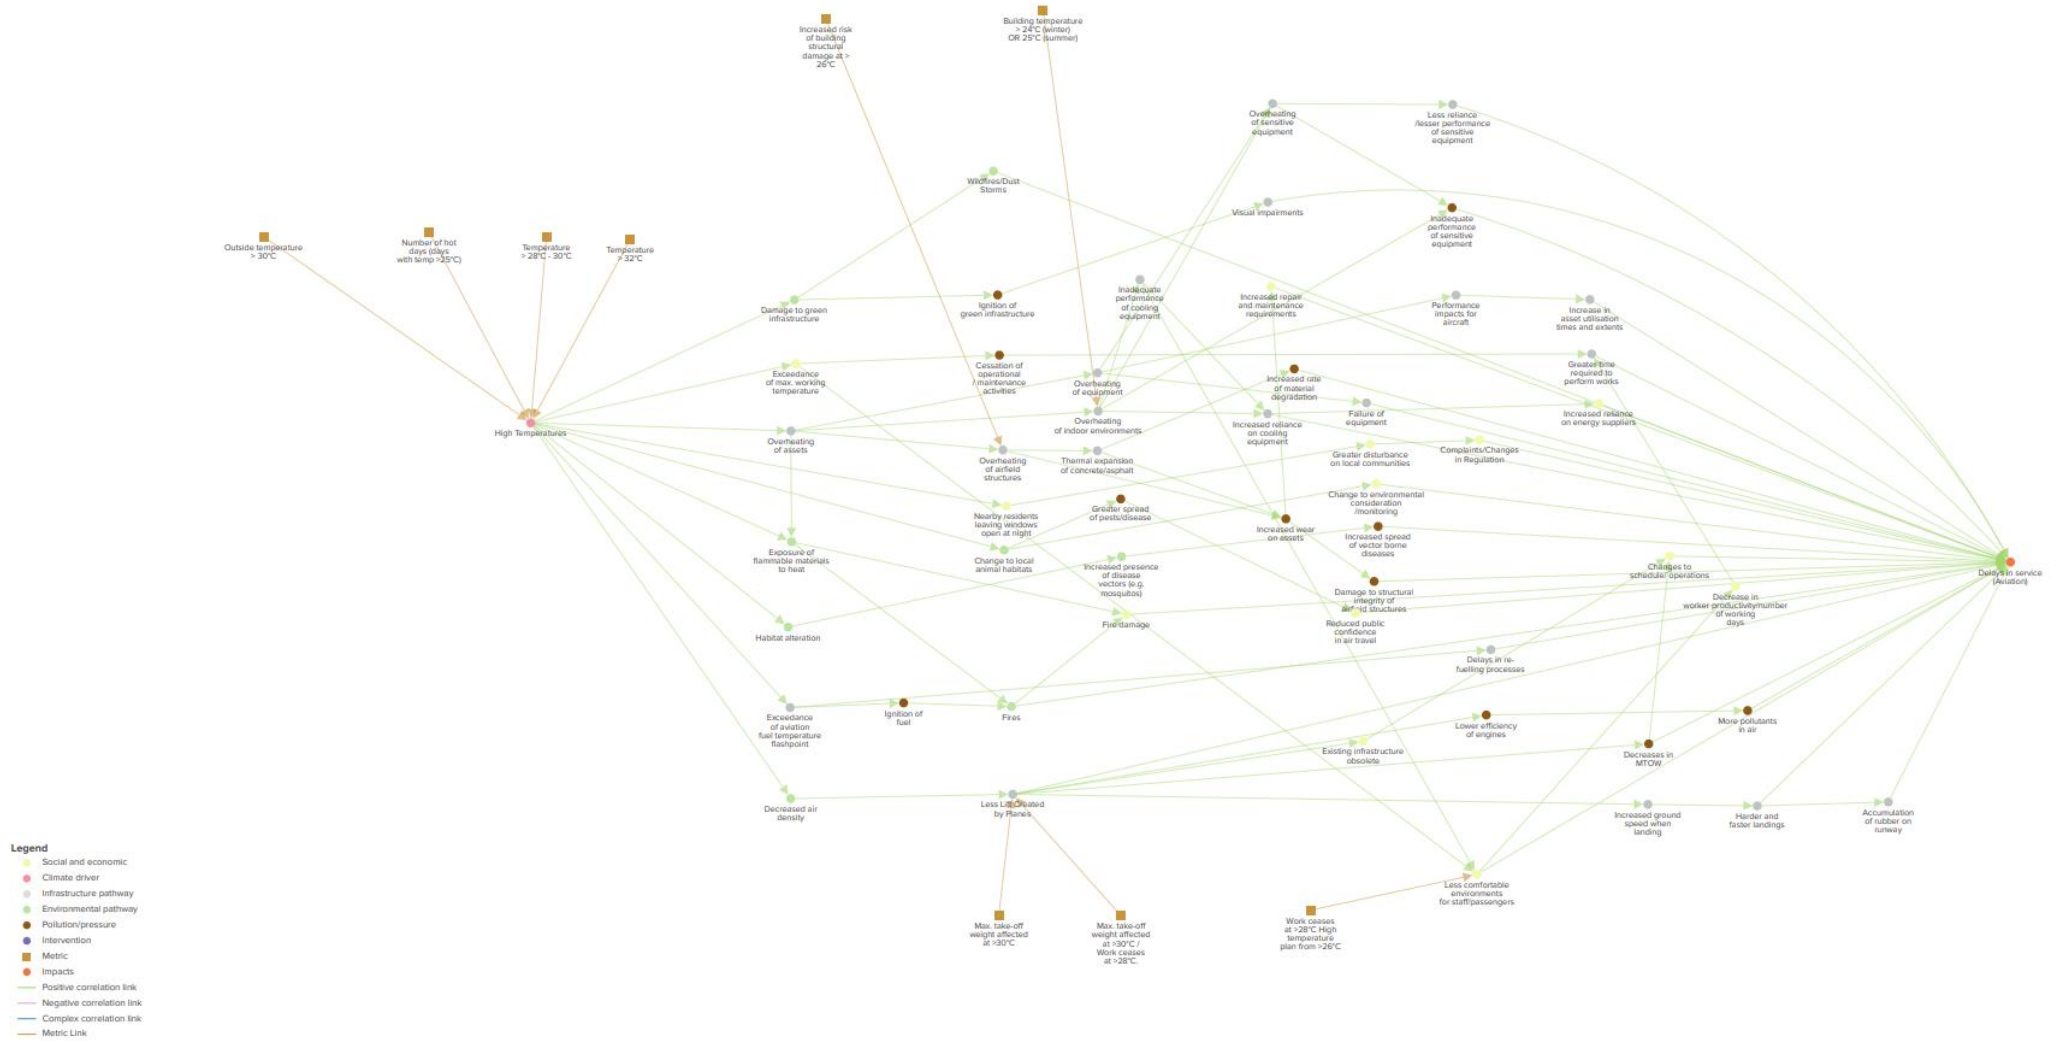 Increased risk
of building
structural
damage at >
26°C
Building temperature
> 24°C (winter)
OR 25°C (summer)
Overheating
of sensitive
equipment
Less reliance
/lesser performance
of sensitive
equipment
Wildfires/Dust
Storms
Visual impairments
Inadequate
performance
of sensitive
equipment
Outside temperature
> 30°C
Number of hot
days (days
with temp >25°C)
Temperature
> 28°C - 30°C
Temperature
> 32°C
Damage to green
infrastructure
Ignition of
green infrastructure
Inadequate
performance
of cooling
equipment
Increased repair
and maintenance
requirements
Performance
impacts for
aircraft
Increase in
asset utilisation
times and extents
Exceedance
of max. working
temperature
Cessation of
operational
/ maintenance
activities
Overheating
of equipment
Increased rate
of material
degradation
Greater time
required to
perform works
High Temperatures
Overheating
of assets
Overheating
of indoor environments
Increased reliance
on cooling
equipment
Failure of
equipment
Increased reliance
on energy suppliers
Overheating
of airfield
structures
Thermal expansion
of concrete/asphalt
Greater disturbance
on local communities
Complaints/Changes
in Regulation
Nearby residents
leaving windows
open at night
Greater spread
of pests/disease
Change to environmental
consideration
/monitoring
Increased wear
on assets
Increased spread
of vector borne
diseases
Exposure of
flammable materials
to heat
Change to local
animal habitats
Increased presence
of disease
vectors (e.g.
mosquitos)
Changes to
schedule/ operations
Delays in service
(Aviation)
Damage to structural
integrity of
airfield structures
Decrease in
worker productivity/number
of working
days
Habitat alteration
Fire damage
Reduced public
confidence
in air travel
Delays in re-
fuelling processes
Exceedance
of aviation
fuel temperature
flashpoint
Ignition of
fuel
Fires
Lower efficiency
of engines
More pollutants
in air
Existing infrastructure
obsolete
Decreases in
MTOW
Decreased air
density
Less Lift Created
by Planes
Increased ground
speed when
landing
Harder and
faster landings
Accumulation
of rubber on
runway
Less comfortable
environments
for staff/passengers
Max. take-off
weight affected
at >30°C
Max. take-off
weight affected
at >30°C /
Work ceases
at >28°C.
Work ceases
at >28°C High
temperature
plan from >26°C
Legend
Social and economic
Climate driver
Infrastructure pathway
Environmental pathway
Pollution/pressure
Intervention
Metric
Impacts
Positive correlation link
Negative correlation link
Complex correlation link
Metric Link